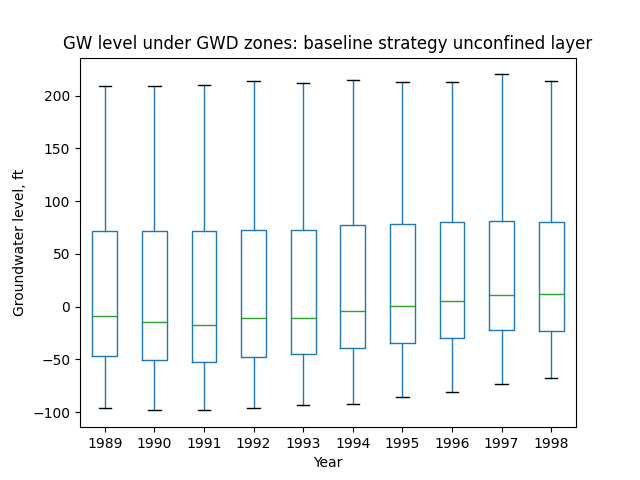 GW level under GWD zones: baseline strategy unconfined layer
200
150
100
50
0
−50
−100
Groundwater level, ft
1989 1990 1991 1992 1993 1994 1995 1996 1997 1998
Year